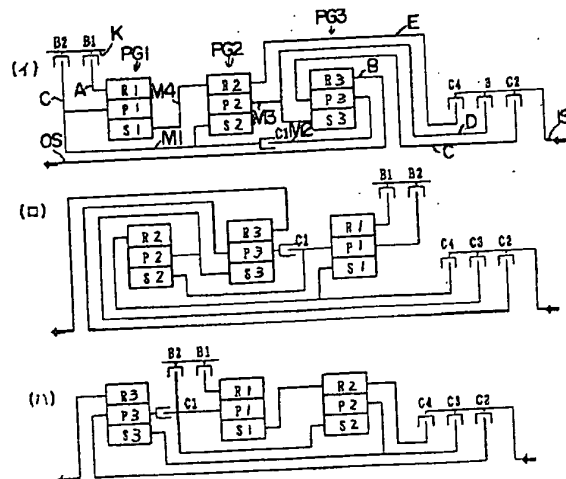 PG3
E
B2 B1 K
PG1 PG2
(イ) A R1 M4 R2 R3 B
C P1 P2 M3 P3 C4 3 C2
S1 S2 S3
OS M1 C1 M2 D IS
C
B1 B2
(ロ) R3 R1
R2 P3 C1 P1 C4 C3 C2
P2 S3 S1
S2
B2 B1
(ハ) R3 R1 R2 C4 C3 C2
P3 C1 P1 P2
S3 S1 S2